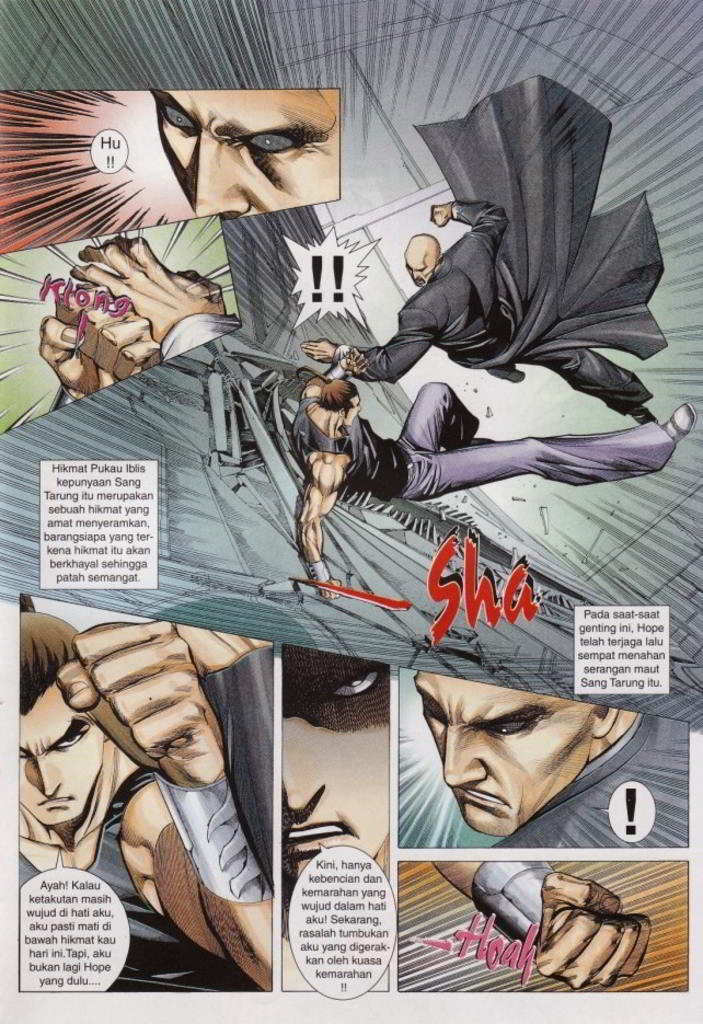 Hu
!!
Klong
!!
Hikmat Pukau Iblis
kepunyaan Sang
Tarung itu merupakan
sebuah hikmat yang
amat menyeramkan,
barangsiapa yang ter-
kena hikmat itu akan
berkhayal sehingga
patah semangat.
Sha
Pada saat-saat
genting ini, Hope
telah terjaga lalu
sempat menahan
serangan maut
Sang Tarung itu.
Ayah! Kalau
ketakutan masih
wujud di hati aku,
aku pasti mati di
bawah hikmat kau
hari ini.Tapi, aku
bukan lagi Hope
yang dulu....
Kini, hanya
kebencian dan
kemarahan yang
wujud dalam hati
aku! Sekarang,
rasalah tumbukan
aku yang digerak-
kan oleh kuasa
kemarahan
!!
!
Hoah